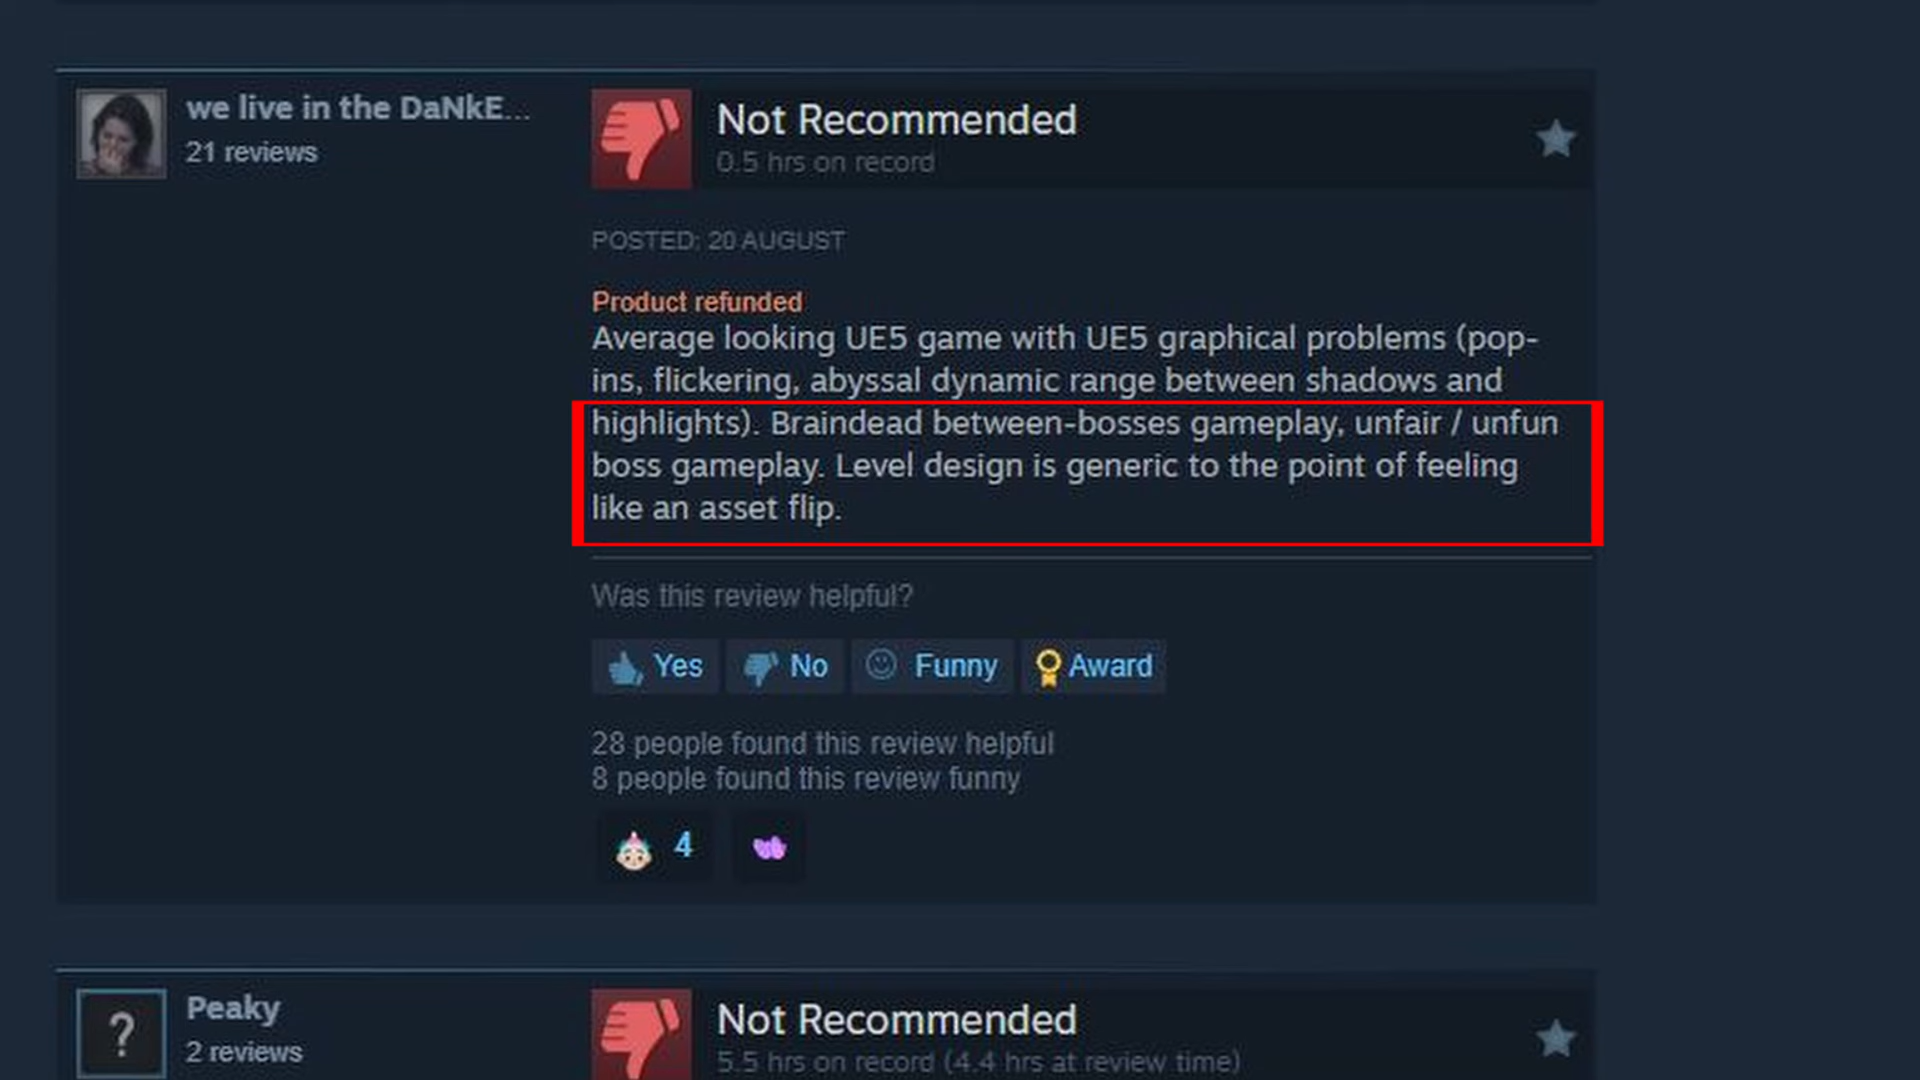 we live in the DaNkE...
21 reviews
Not Recommended
0.5 hrs on record
POSTED: 20 AUGUST
Product refunded
Average looking UE5 game with UE5 graphical problems (pop-
ins, flickering, abyssal dynamic range between shadows and
highlights). Braindead between-bosses gameplay, unfair / unfun
boss gameplay. Level design is generic to the point of feeling
like an asset flip.
Was this review helpful?
Yes No Funny Award
28 people found this review helpful
8 people found this review funny
4
?
Peaky
2 reviews
Not Recommended
5.5 hrs on record (4.4 hrs at review time)